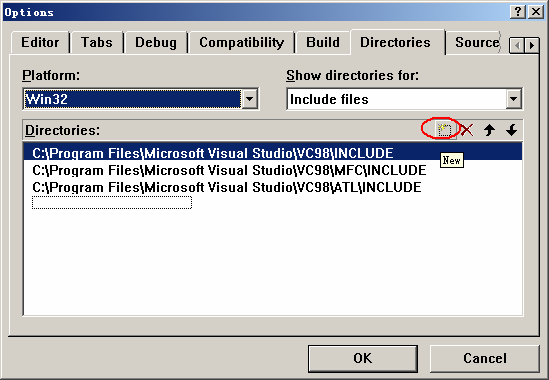 Options
Editor Tabs Debug Compatibility Build Directories Source
Platform: Show directories for:
Win32 Include files
Directories:
New
C:\Program Files\Microsoft Visual Studio\VC98\INCLUDE
C:\Program Files\Microsoft Visual Studio\VC98\MFC\INCLUDE
C:\Program Files\Microsoft Visual Studio\VC98\ATL\INCLUDE
OK Cancel